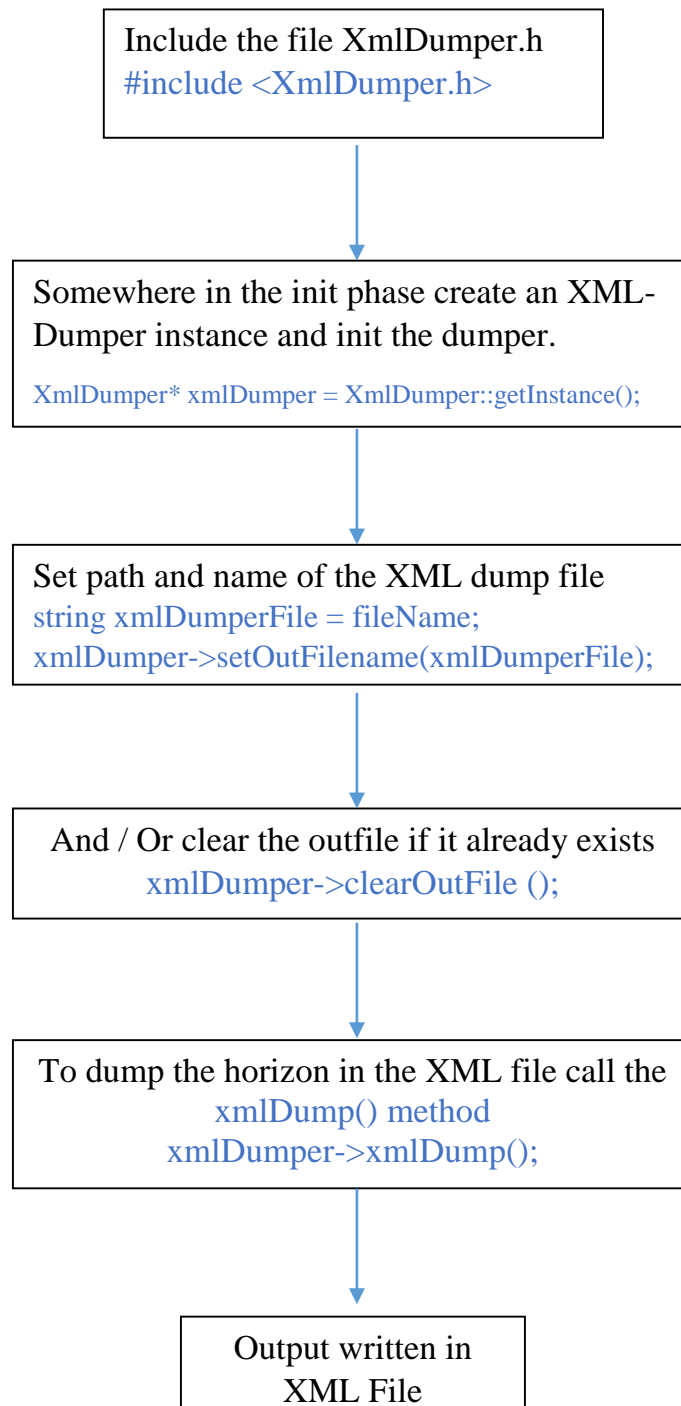 Include the file XmlDumper.h
#include <XmlDumper.h>
Somewhere in the init phase create an XML-
Dumper instance and init the dumper.
XmlDumper* xmlDumper = XmlDumper::getInstance();
Set path and name of the XML dump file
string xmlDumperFile = fileName;
xmlDumper->setOutFilename(xmlDumperFile);
And / Or clear the outfile if it already exists
xmlDumper->clearOutFile ();
To dump the horizon in the XML file call the
xmlDump() method
xmlDumper->xmlDump();
Output written in
XML File